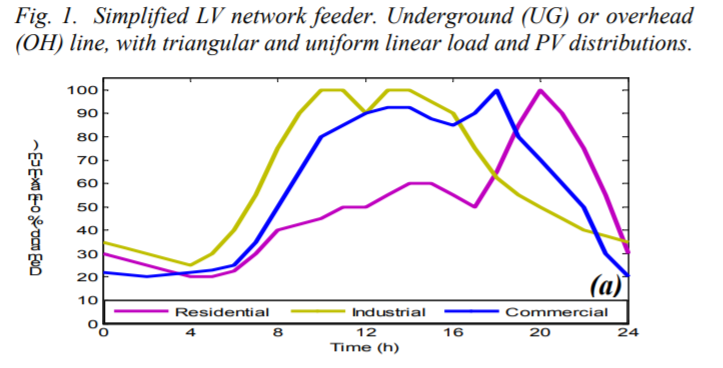 Fig. 1. Simplified LV network feeder. Underground (UG) or overhead
(OH) line, with triangular and uniform linear load and PV distributions.
100
90
80
70
60
50
40
30
20
10
0
(a)
Residential Industrial Commercial
0 4 8 12 16 20 24
Time (h)